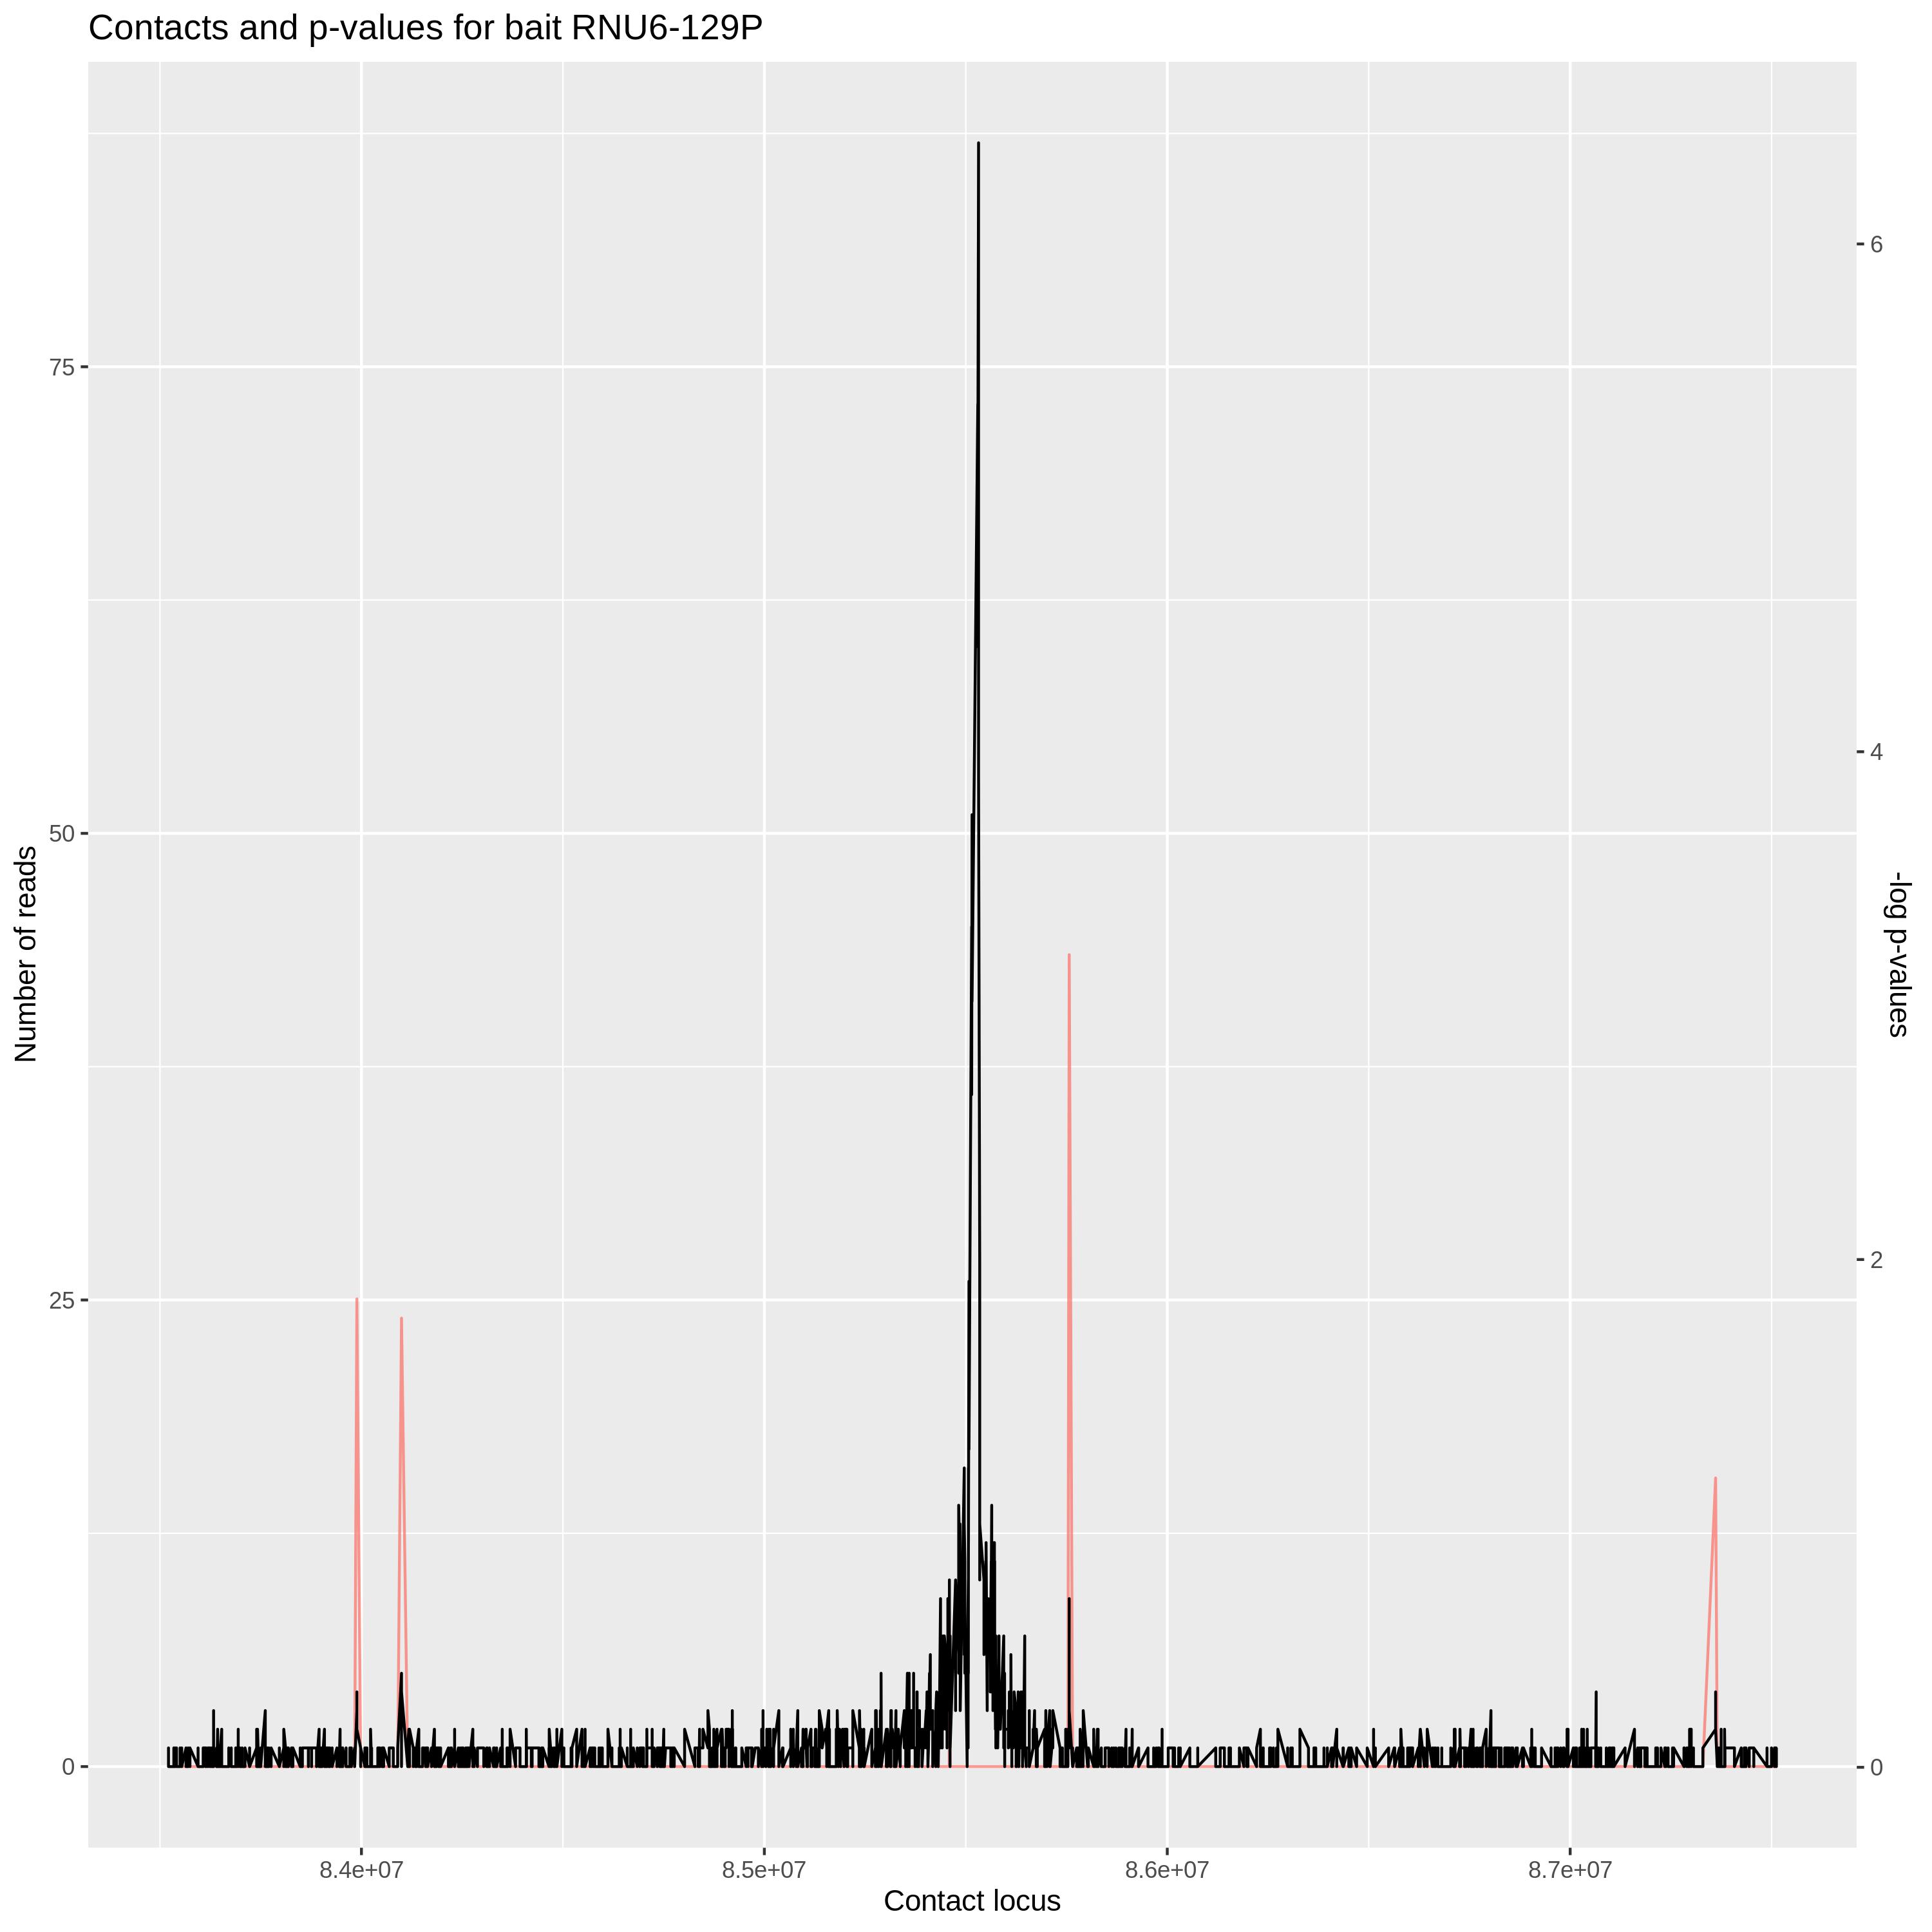 Contacts and p-values for bait RNU6-129P
Number of reads
75
50
25
0
6
4
2
0
-log p-values
8.4e+07
8.5e+07
8.6e+07
8.7e+07
Contact locus